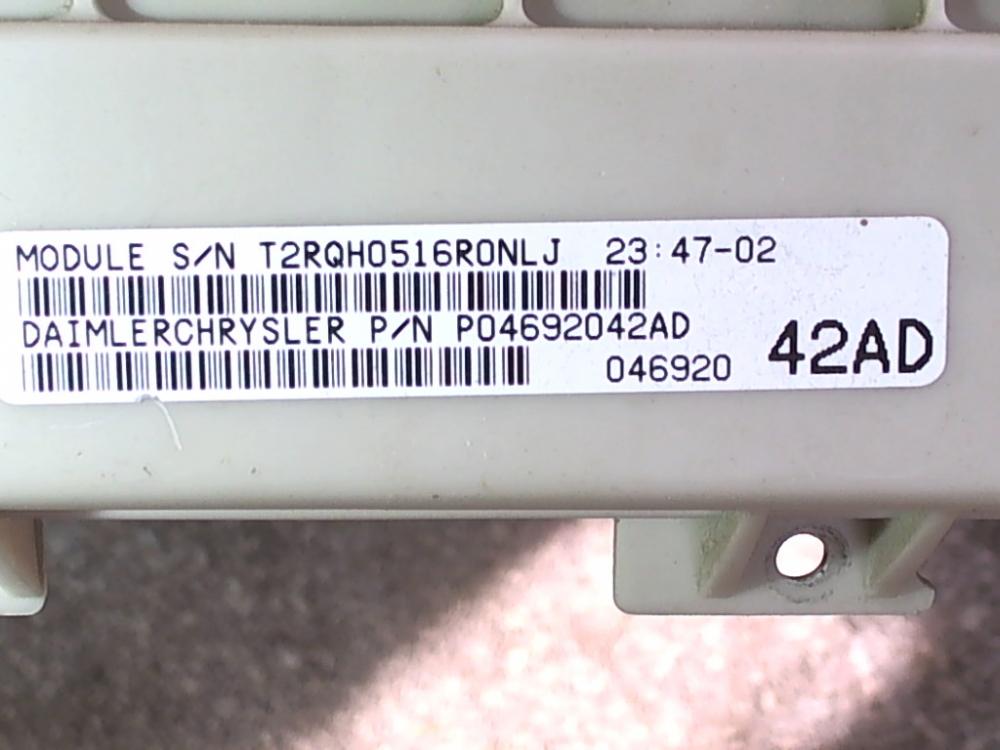 MODULE S/N T2RQH0516R0NLJ 23:47-02
DAIMLERCHRYSLER P/N P04692042AD
046920 42AD